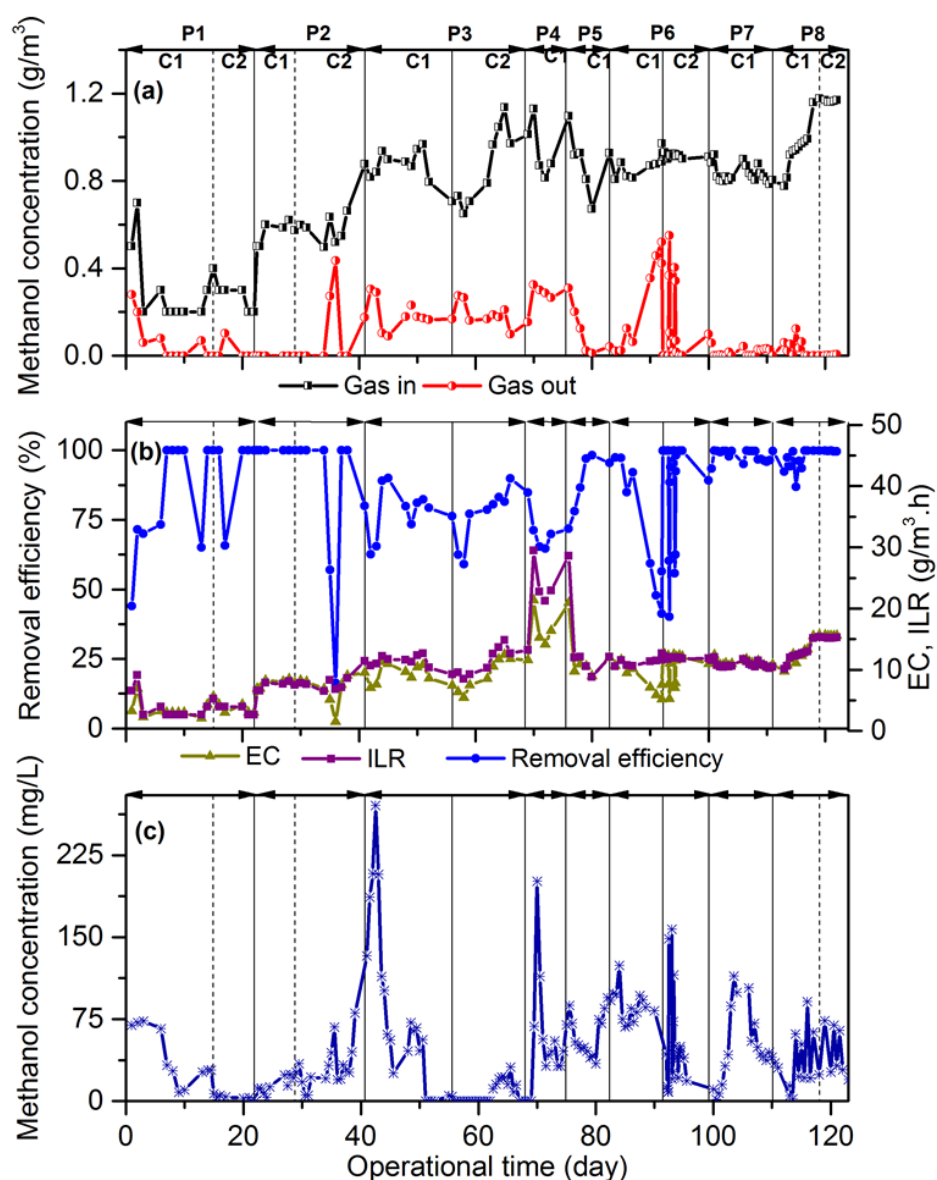 P1 P2 P3 P4 P5 P6 P7 P8
C1 C2 C1 C2 C1 C2 C1 C1 C1 C2 C1 C1 C2
(a)
Methanol concentration (g/m³)
1.2
0.8
0.4
0.0
Gas in Gas out
(b)
Removal efficiency (%)
100
75
50
25
0
EC, ILR (g/m³.h)
50
40
30
20
10
0
EC ILR Removal efficiency
(c)
Methanol concentration (mg/L)
225
150
75
0
0 20 40 60 80 100 120
Operational time (day)